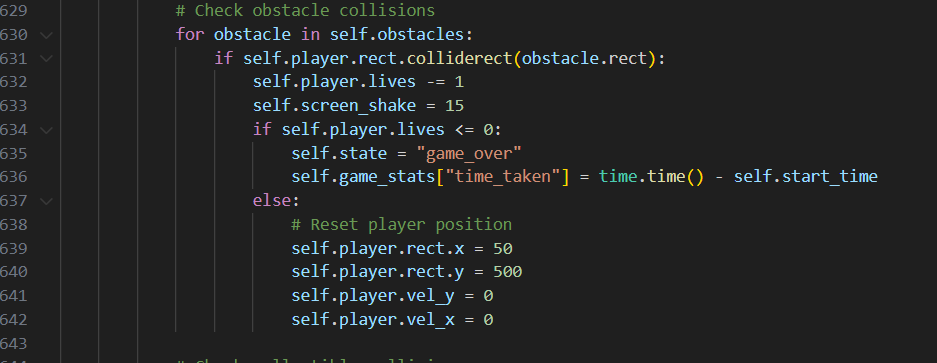 629 # Check obstacle collisions
630 for obstacle in self.obstacles:
631 if self.player.rect.colliderect(obstacle.rect):
632 self.player.lives -= 1
633 self.screen_shake = 15
634 if self.player.lives <= 0:
635 self.state = "game_over"
636 self.game_stats["time_taken"] = time.time() - self.start_time
637 else:
638 # Reset player position
639 self.player.rect.x = 50
640 self.player.rect.y = 500
641 self.player.vel_y = 0
642 self.player.vel_x = 0
643